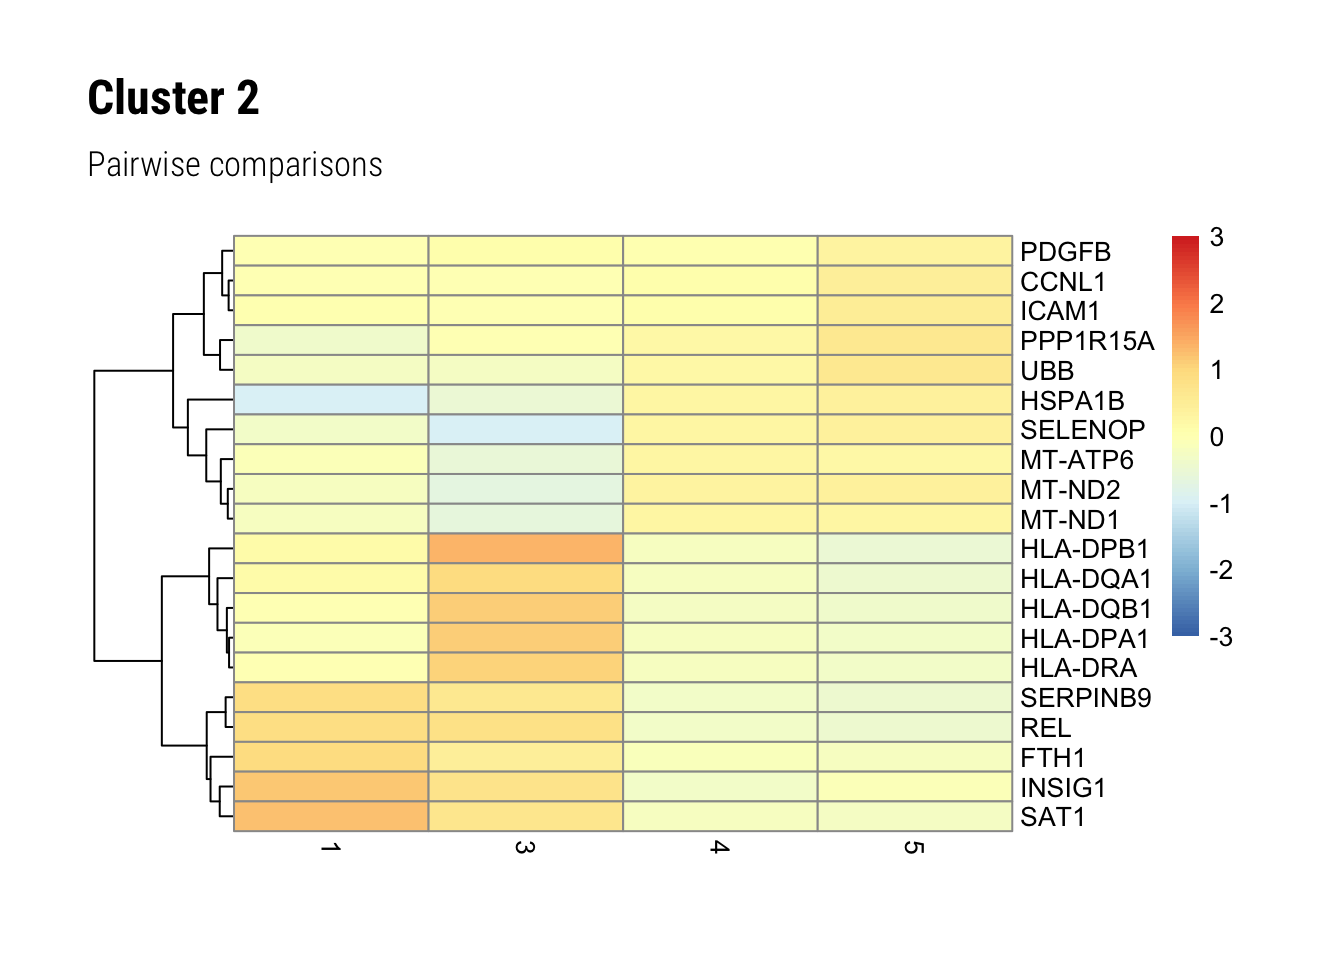 Cluster 2
Pairwise comparisons
PDGFB
CCNL1
ICAM1
PPP1R15A
UBB
HSPA1B
SELENOP
MT-ATP6
MT-ND2
MT-ND1
HLA-DPB1
HLA-DQA1
HLA-DQB1
HLA-DPA1
HLA-DRA
SERPINB9
REL
FTH1
INSIG1
SAT1
3
2
1
0
-1
-2
-3
1
3
4
5